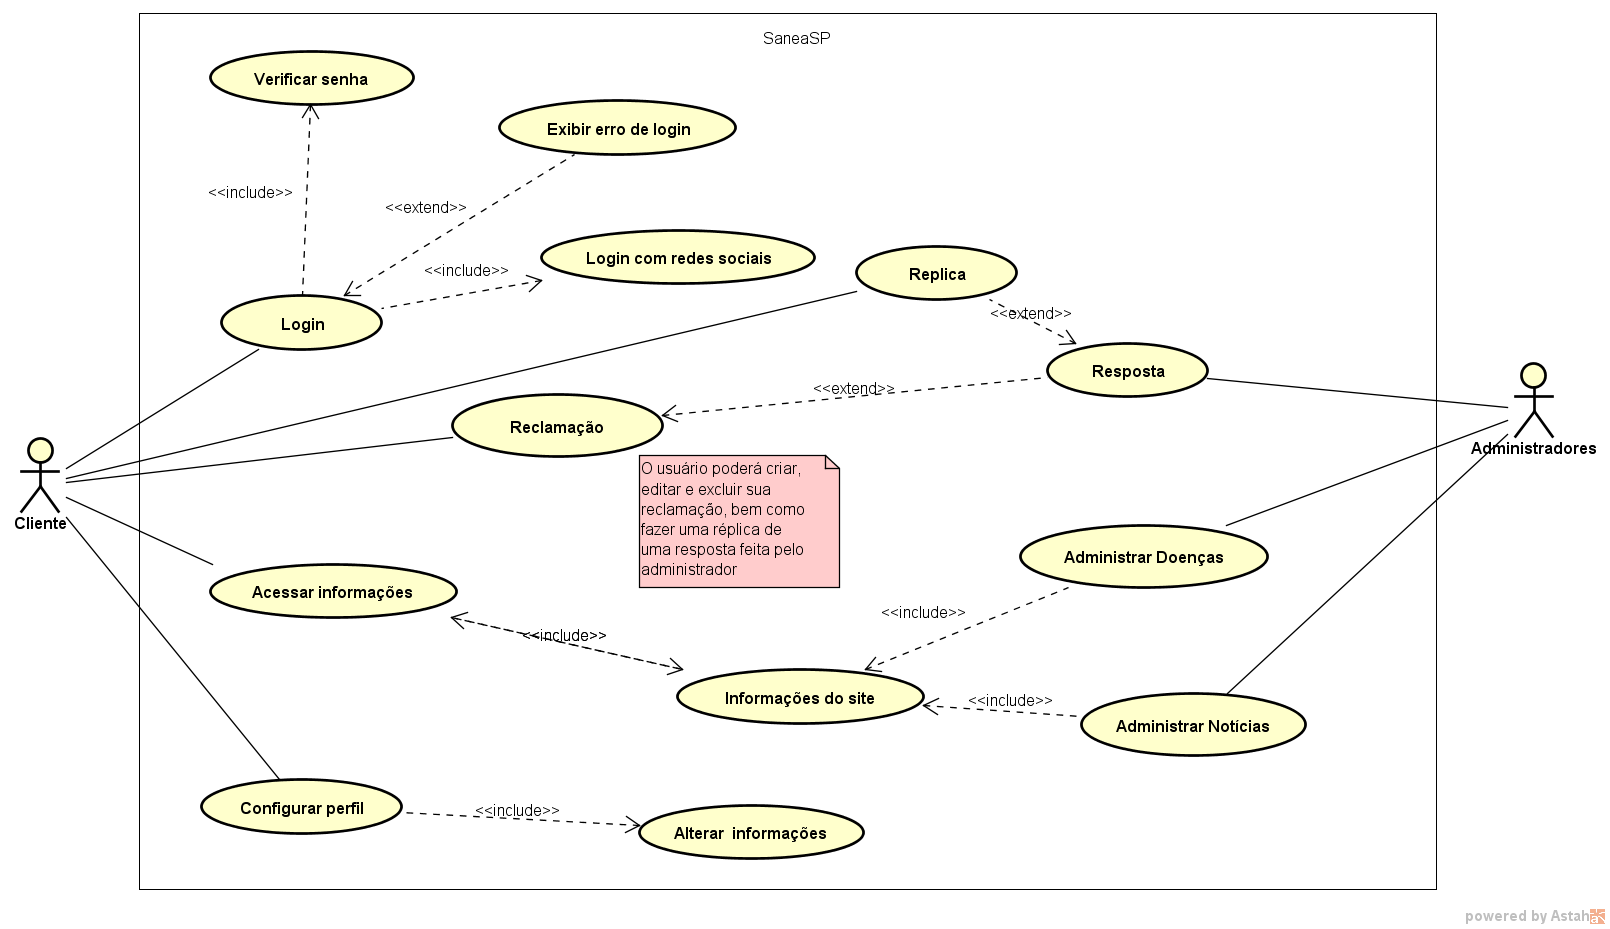 SaneaSP
Verificar senha
Exibir erro de login
<<include>>
<<extend>>
Login com redes sociais
<<include>>
Replica
Login
<<extend>>
Resposta
<<extend>>
Reclamação
Administradores
O usuário poderá criar,
editar e excluir sua
reclamação, bem como
fazer uma réplica de
uma resposta feita pelo
administrador
Cliente
Administrar Doenças
Acessar informações
<<include>>
<<include>>
Informações do site
<<include>>
Administrar Notícias
Configurar perfil
<<include>>
Alterar  informações
powered by Astah